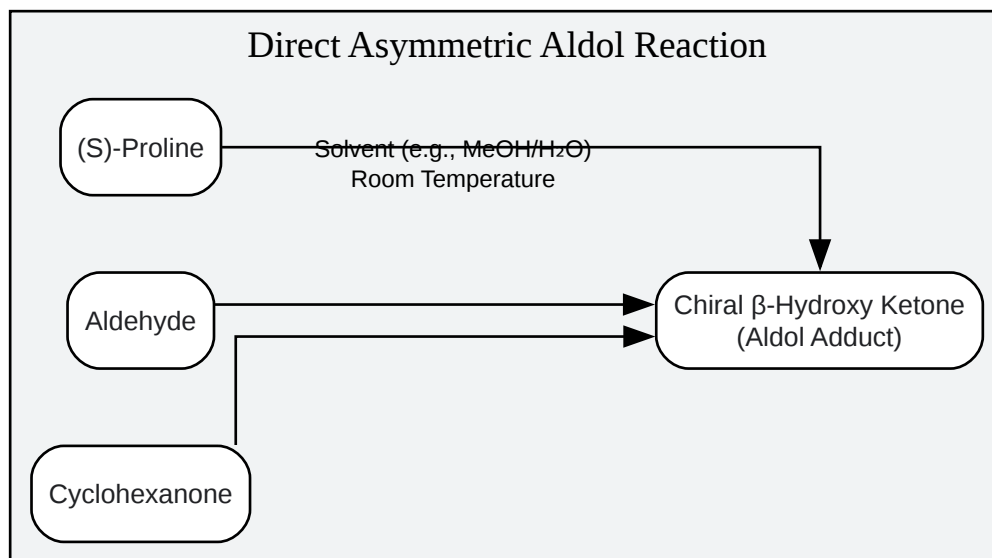 Direct Asymmetric Aldol Reaction
(S)-Proline
Solvent (e.g., MeOH/H₂O)
Room Temperature
Aldehyde
Chiral β-Hydroxy Ketone
(Aldol Adduct)
Cyclohexanone